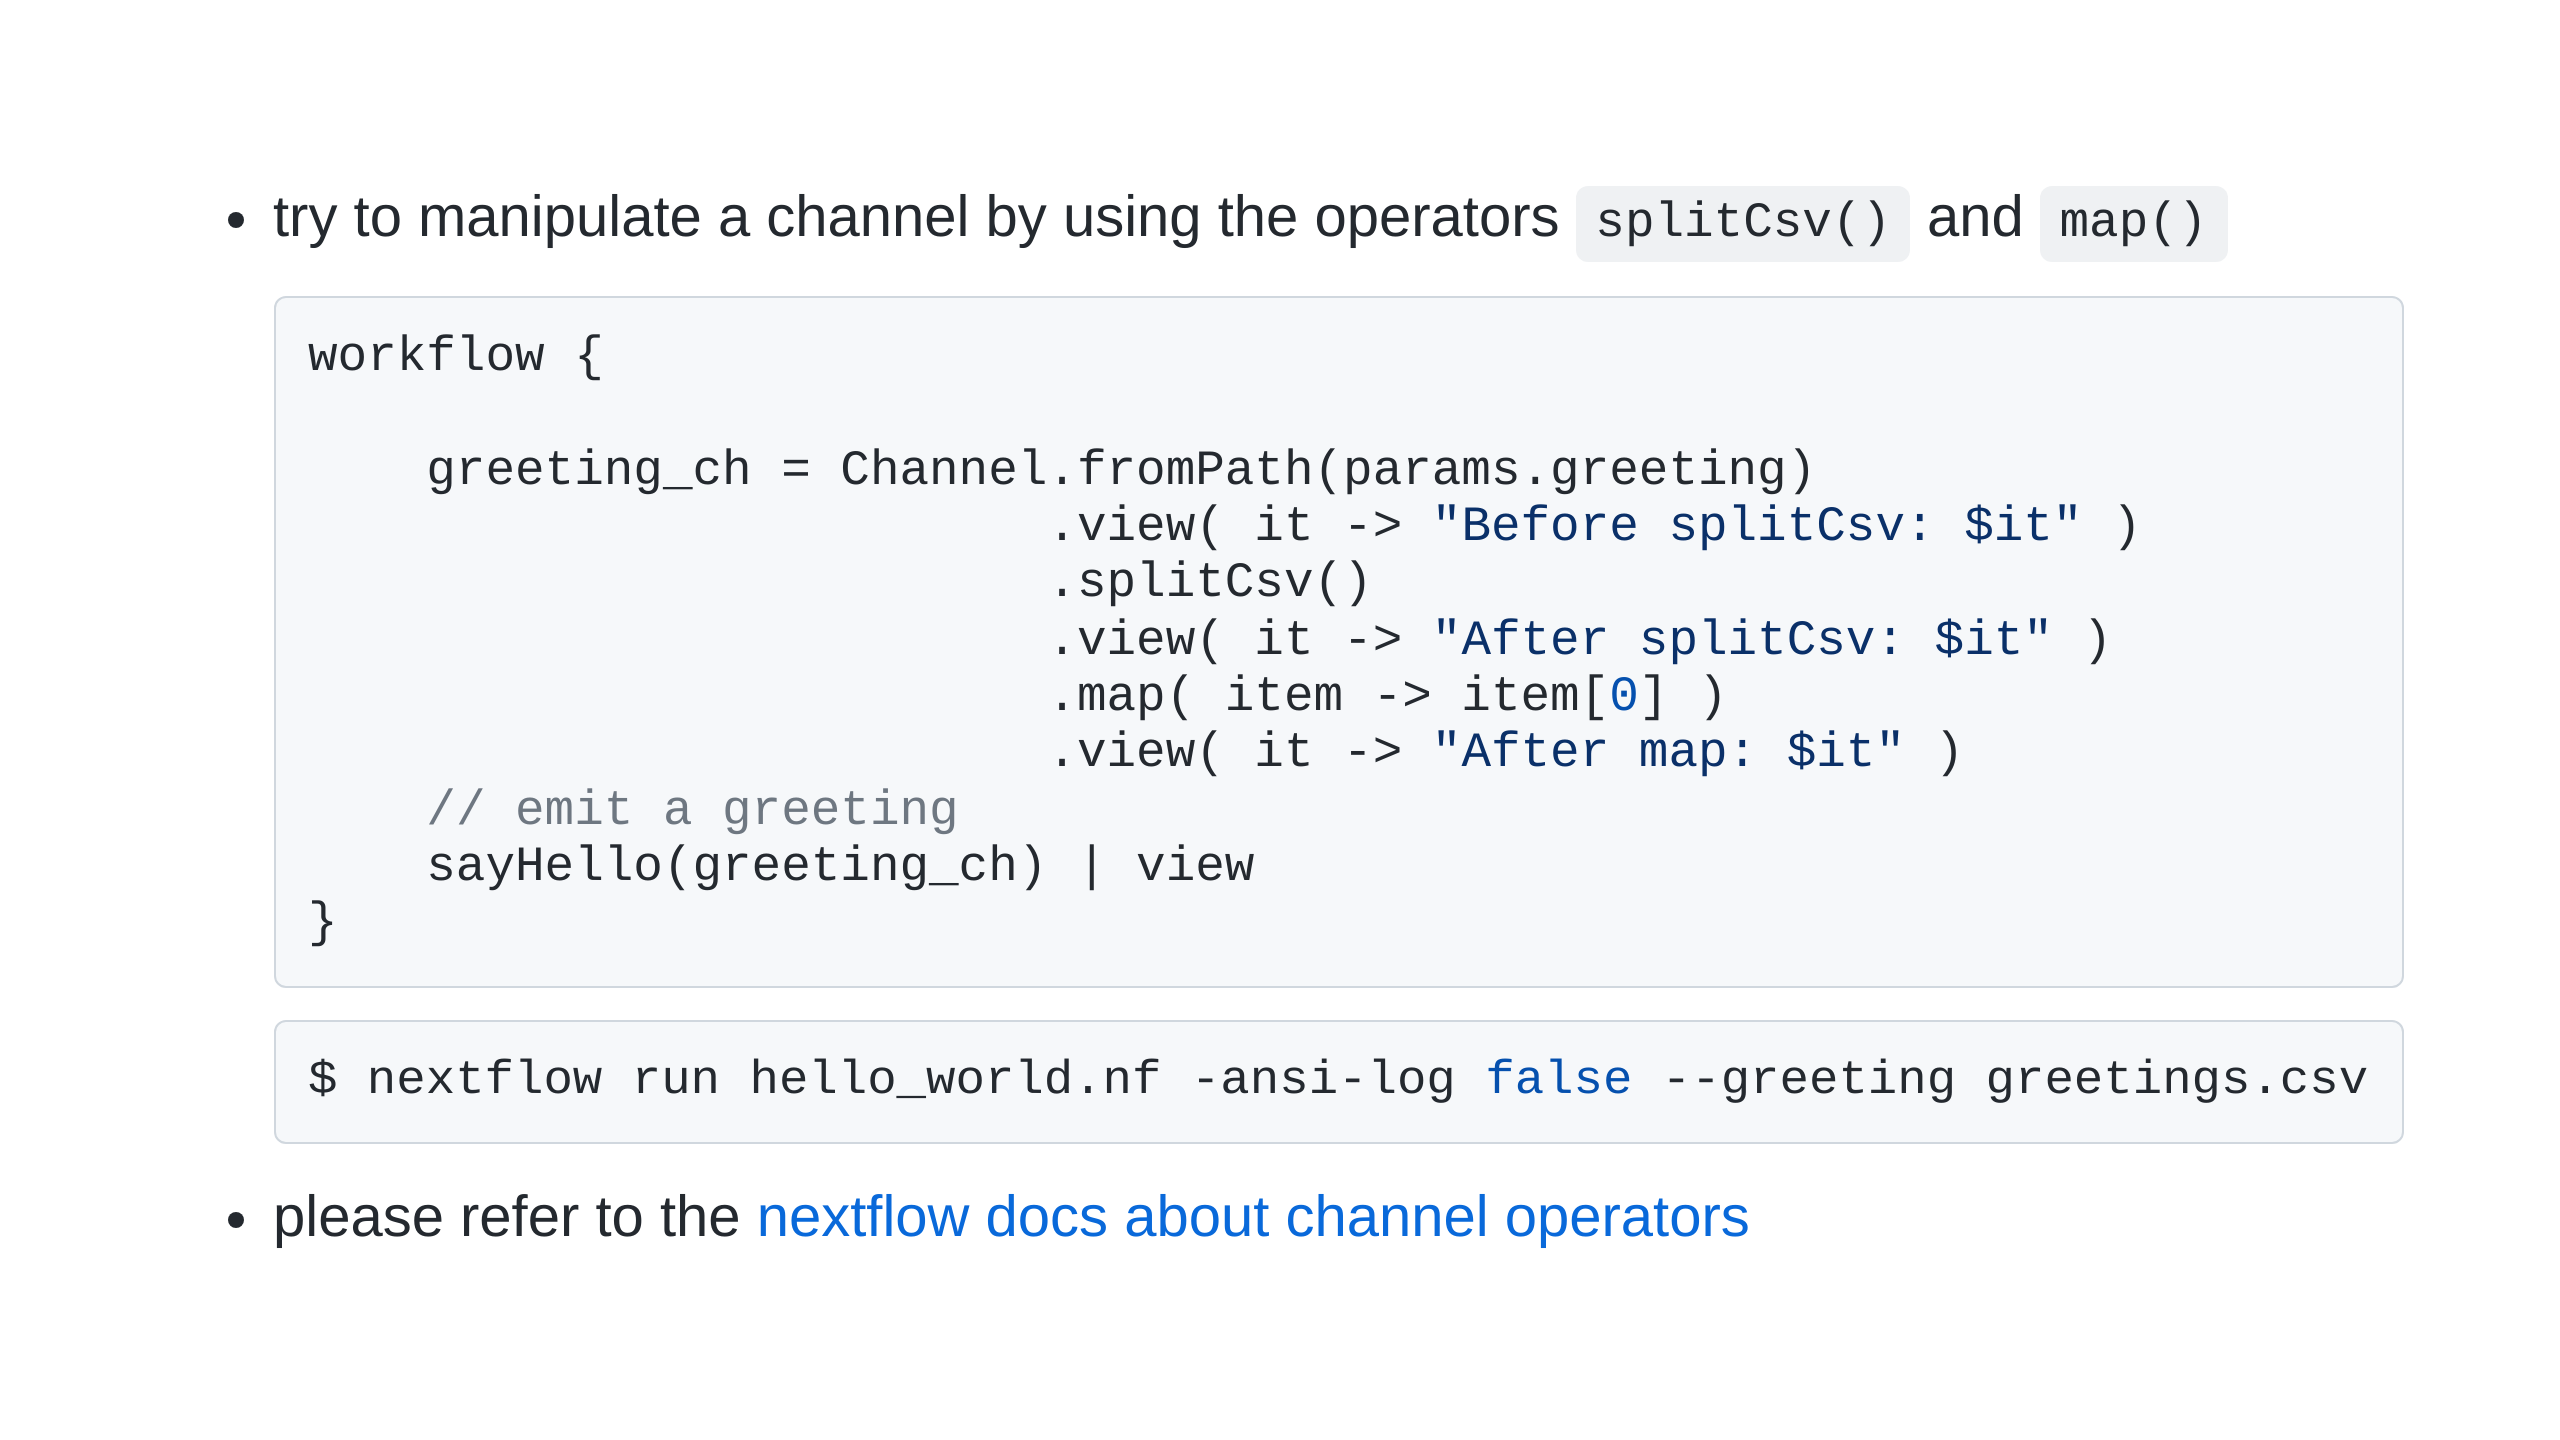 • try to manipulate a channel by using the operators splitCsv() and map()
workflow {
    greeting_ch = Channel.fromPath(params.greeting)
                         .view( it -> "Before splitCsv: $it" )
                         .splitCsv()
                         .view( it -> "After splitCsv: $it" )
                         .map( item -> item[0] )
                         .view( it -> "After map: $it" )
    // emit a greeting
    sayHello(greeting_ch) | view
}
$ nextflow run hello_world.nf -ansi-log false --greeting greetings.csv
• please refer to the nextflow docs about channel operators